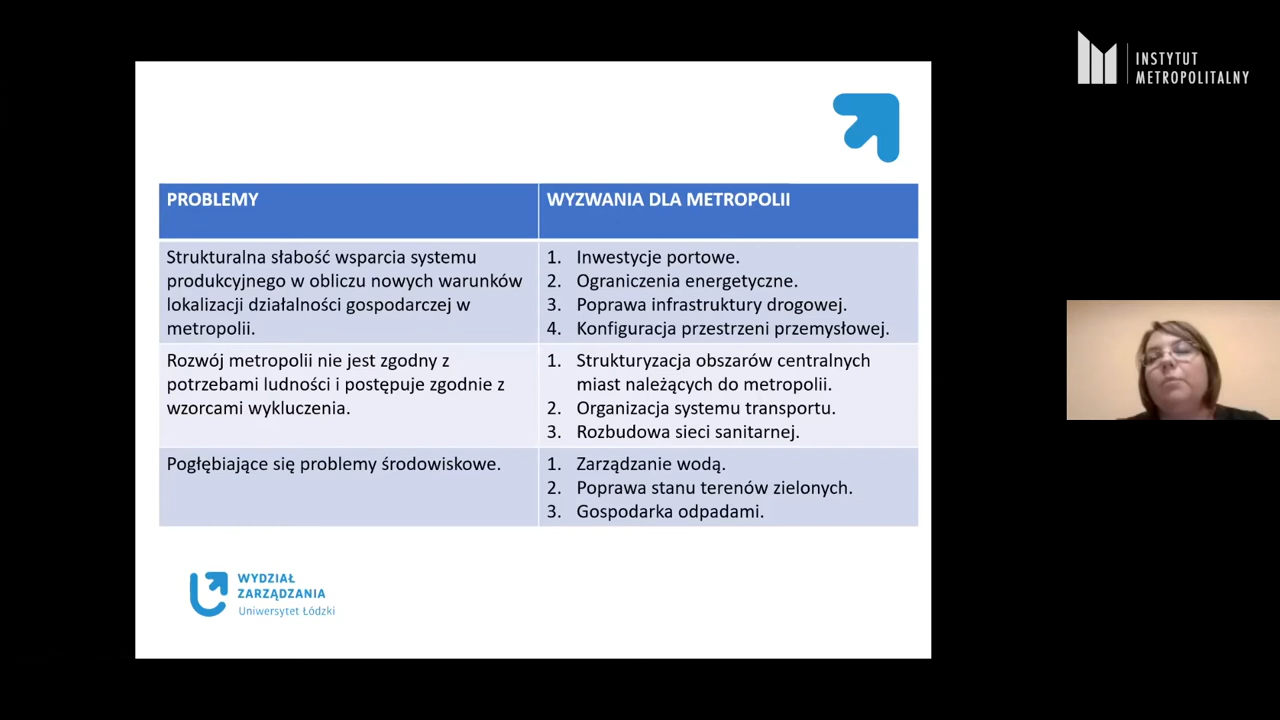 INSTYTUT
METROPOLITALNY
PROBLEMY
WYZWANIA DLA METROPOLII
Strukturalna słabość wsparcia systemu
produkcyjnego w obliczu nowych warunków
lokalizacji działalności gospodarczej w
metropolii.
1. Inwestycje portowe.
2. Ograniczenia energetyczne.
3. Poprawa infrastruktury drogowej.
4. Konfiguracja przestrzeni przemysłowej.
Rozwój metropolii nie jest zgodny z
potrzebami ludności i postępuje zgodnie z
wzorcami wykluczenia.
1. Strukturyzacja obszarów centralnych
miast należących do metropolii.
2. Organizacja systemu transportu.
3. Rozbudowa sieci sanitarnej.
Pogłębiające się problemy środowiskowe.
1. Zarządzanie wodą.
2. Poprawa stanu terenów zielonych.
3. Gospodarka odpadami.
WYDZIAŁ
ZARZĄDZANIA
Uniwersytet Łódzki